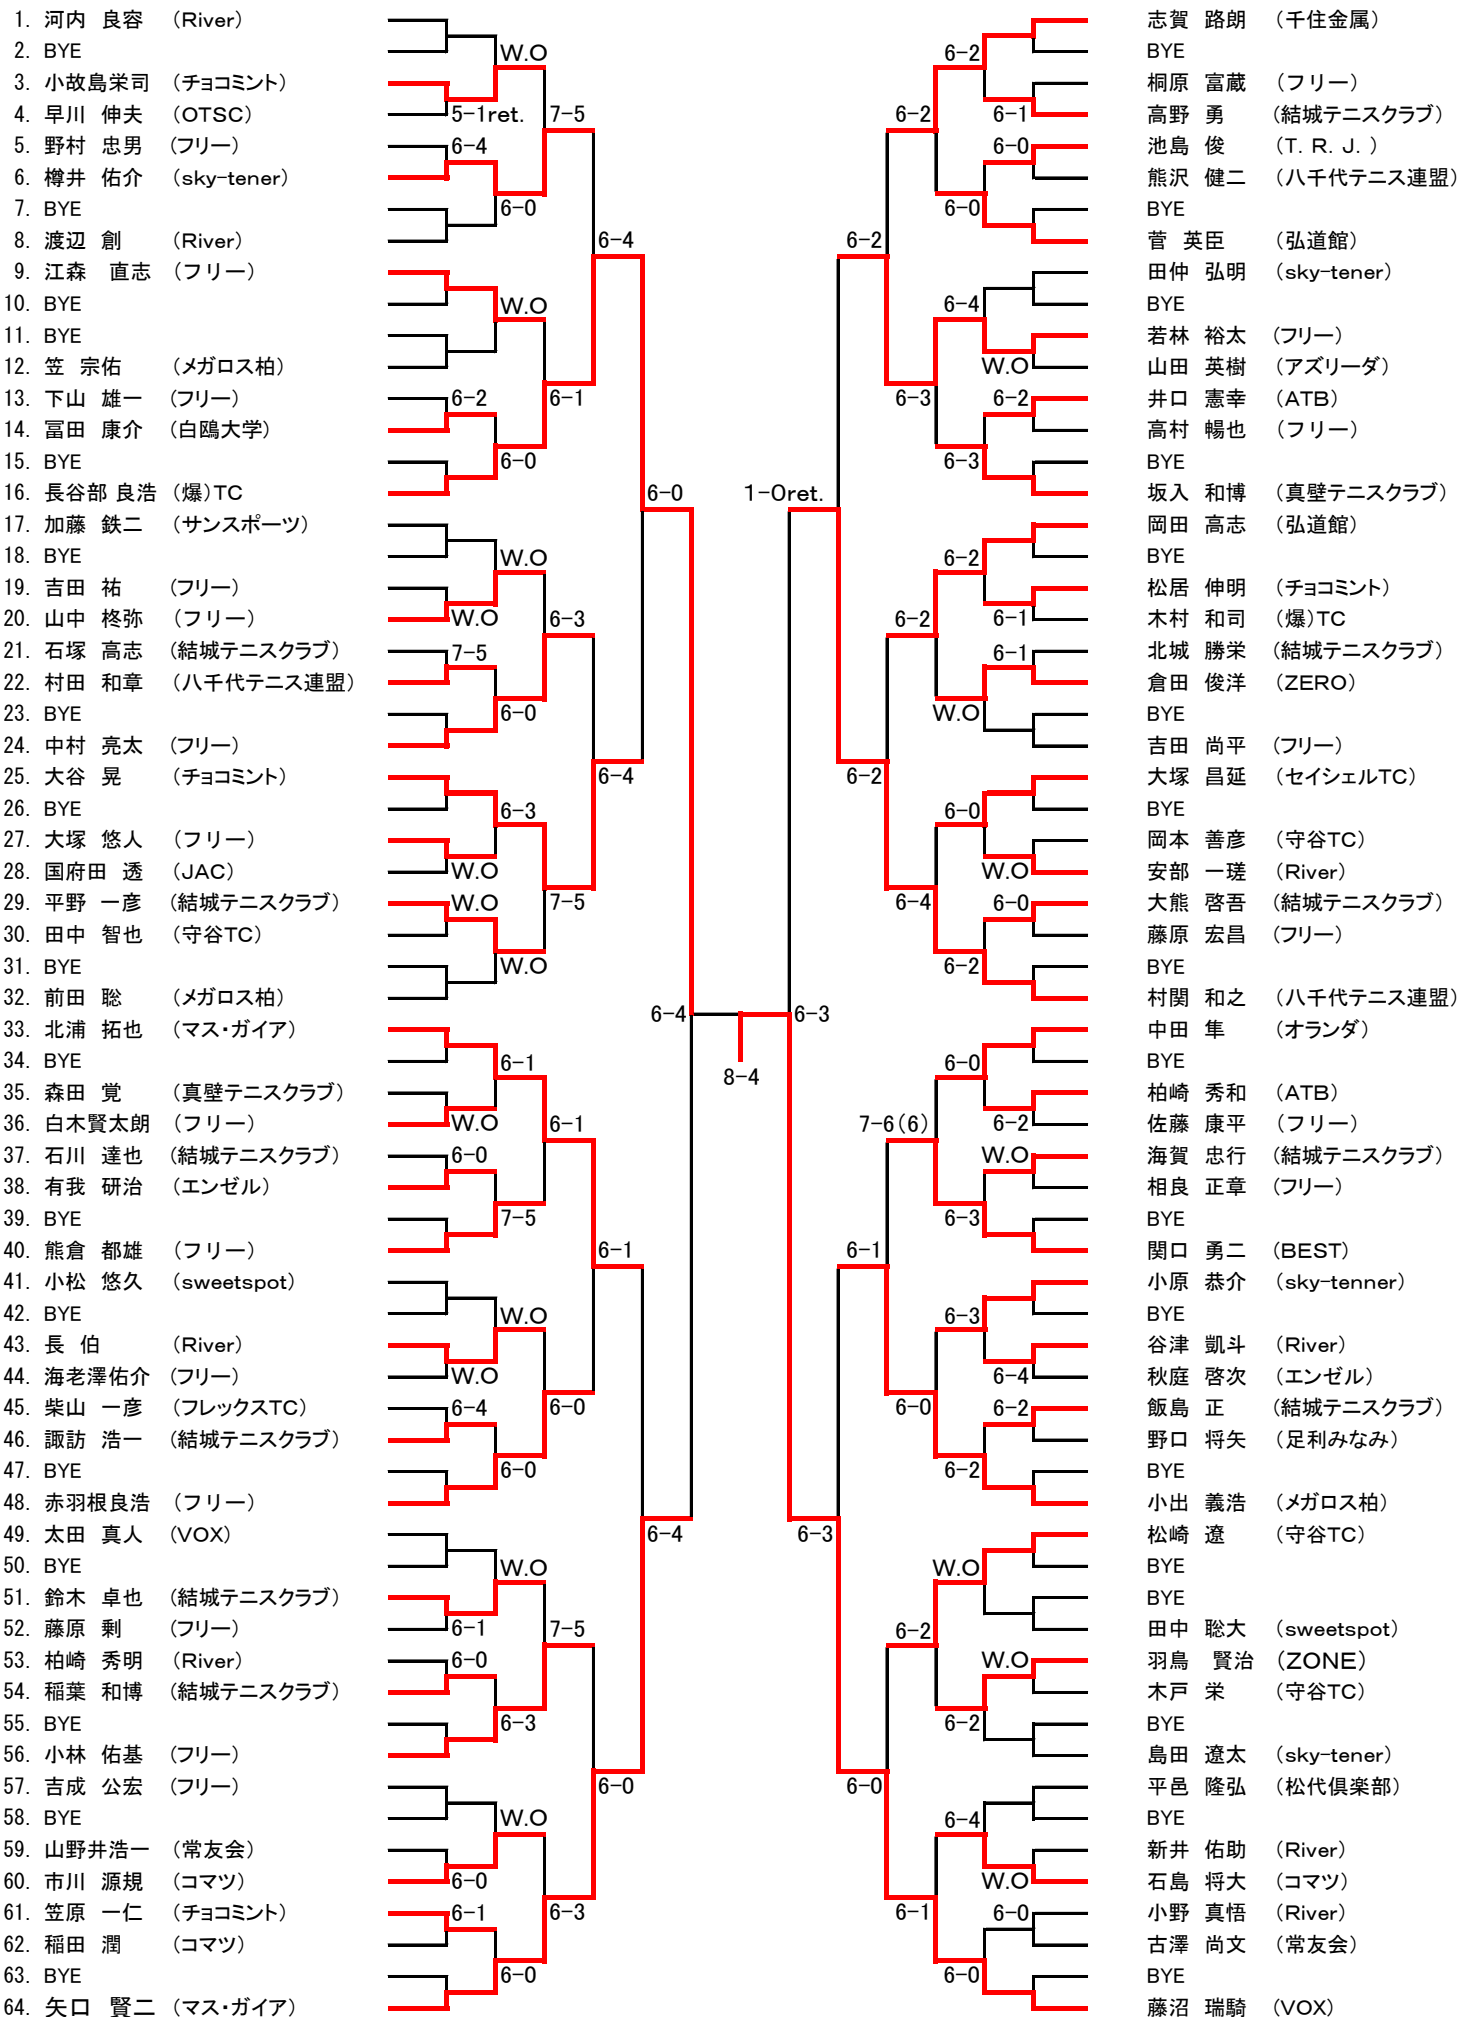 1. 河内 良容 (River)
2. BYE
W.O
3. 小故島栄司 (チョコミント)
4. 早川 伸夫 (OTSC)
5-1ret. 7-5
5. 野村 忠男 (フリー)
6-4
6. 樽井 佑介 (sky-tener)
7. BYE
6-0
8. 渡辺 創 (River)
6-4
9. 江森 直志 (フリー)
10. BYE
W.O
11. BYE
12. 笠 宗佑 (メガロス柏)
13. 下山 雄一 (フリー)
6-2 6-1
14. 冨田 康介 (白鴎大学)
15. BYE
6-0
16. 長谷部 良浩 (爆)TC
6-0
17. 加藤 鉄二 (サンスポーツ)
18. BYE
W.O
19. 吉田 祐 (フリー)
20. 山中 柊弥 (フリー)
W.O 6-3
21. 石塚 高志 (結城テニスクラブ)
7-5
22. 村田 和章 (八千代テニス連盟)
23. BYE
6-0
24. 中村 亮太 (フリー)
25. 大谷 晃 (チョコミント)
6-4
26. BYE
6-3
27. 大塚 悠人 (フリー)
28. 国府田 透 (JAC)
W.O
29. 平野 一彦 (結城テニスクラブ)
W.O 7-5
30. 田中 智也 (守谷TC)
31. BYE
W.O
32. 前田 聡 (メガロス柏)
6-4
33. 北浦 拓也 (マス・ガイア)
34. BYE
6-1
35. 森田 覚 (真壁テニスクラブ)
36. 白木賢太朗 (フリー)
W.O 6-1
37. 石川 達也 (結城テニスクラブ)
6-0
38. 有我 研治 (エンゼル)
39. BYE
7-5
40. 熊倉 都雄 (フリー)
6-1
41. 小松 悠久 (sweetspot)
42. BYE
W.O
43. 長 伯 (River)
44. 海老澤佑介 (フリー)
W.O
45. 柴山 一彦 (フレックスTC)
6-4 6-0
46. 諏訪 浩一 (結城テニスクラブ)
47. BYE
6-0
48. 赤羽根良浩 (フリー)
49. 太田 真人 (VOX)
6-4
50. BYE
W.O
51. 鈴木 卓也 (結城テニスクラブ)
52. 藤原 剰 (フリー)
6-1 7-5
53. 柏崎 秀明 (River)
6-0
54. 稲葉 和博 (結城テニスクラブ)
55. BYE
6-3
56. 小林 佑基 (フリー)
57. 吉成 公宏 (フリー)
6-0
58. BYE
W.O
59. 山野井浩一 (常友会)
60. 市川 源規 (コマツ)
6-0
61. 笠原 一仁 (チョコミント)
6-1 6-3
62. 稲田 潤 (コマツ)
63. BYE
6-0
64. 矢口 賢二 (マス・ガイア)
8-4
志賀 路朗 (千住金属)
6-2
BYE
桐原 富蔵 (フリー)
6-2 6-1
高野 勇 (結城テニスクラブ)
6-0
池島 俊 (T. R. J. )
熊沢 健二 (八千代テニス連盟)
6-0
BYE
6-2
菅 英臣 (弘道館)
田仲 弘明 (sky-tener)
6-4
BYE
若林 裕太 (フリー)
W.O
山田 英樹 (アズリーダ)
6-3 6-2
井口 憲幸 (ATB)
高村 暢也 (フリー)
6-3
BYE
1-0ret.
坂入 和博 (真壁テニスクラブ)
岡田 高志 (弘道館)
6-2
BYE
松居 伸明 (チョコミント)
6-2 6-1
木村 和司 (爆)TC
6-1
北城 勝栄 (結城テニスクラブ)
倉田 俊洋 (ZERO)
W.O
BYE
吉田 尚平 (フリー)
6-2
大塚 昌延 (セイシェルTC)
6-0
BYE
岡本 善彦 (守谷TC)
W.O
安部 一瑳 (River)
6-4 6-0
大熊 啓吾 (結城テニスクラブ)
藤原 宏昌 (フリー)
6-2
BYE
村関 和之 (八千代テニス連盟)
6-3
中田 隼 (オランダ)
6-0
BYE
柏崎 秀和 (ATB)
7-6(6) 6-2
佐藤 康平 (フリー)
W.O
海賀 忠行 (結城テニスクラブ)
相良 正章 (フリー)
6-3
BYE
6-1
関口 勇二 (BEST)
小原 恭介 (sky-tenner)
6-3
BYE
谷津 凱斗 (River)
6-4
秋庭 啓次 (エンゼル)
6-0 6-2
飯島 正 (結城テニスクラブ)
野口 将矢 (足利みなみ)
6-2
BYE
小出 義浩 (メガロス柏)
6-3
松崎 遼 (守谷TC)
W.O
BYE
BYE
6-2
田中 聡大 (sweetspot)
W.O
羽鳥 賢治 (ZONE)
木戸 栄 (守谷TC)
6-2
BYE
島田 遼太 (sky-tener)
6-0
平邑 隆弘 (松代倶楽部)
6-4
BYE
新井 佑助 (River)
W.O
石島 将大 (コマツ)
6-1 6-0
小野 真悟 (River)
古澤 尚文 (常友会)
6-0
BYE
藤沼 瑞騎 (VOX)